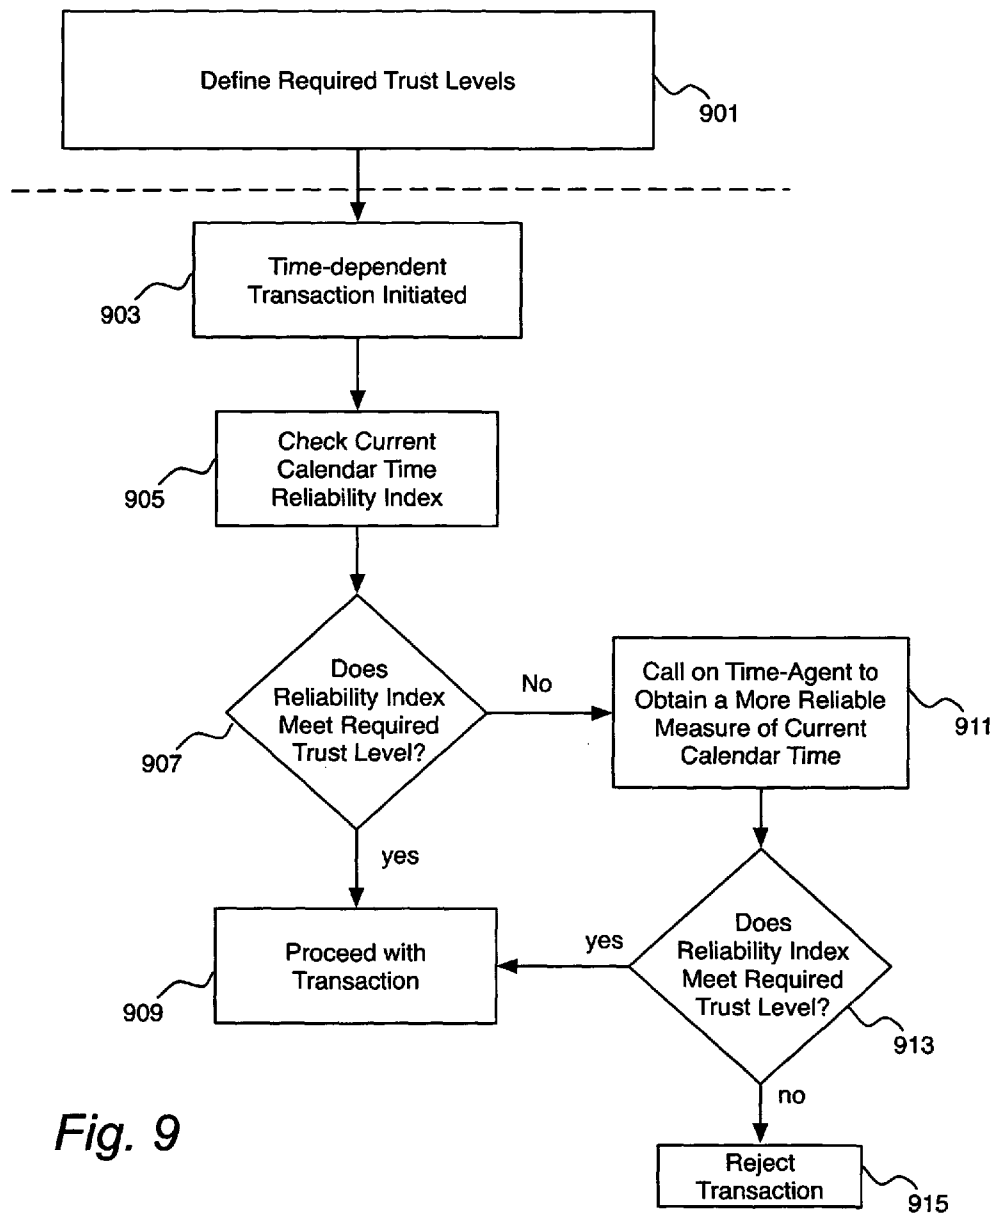 Define Required Trust Levels
901
Time-dependent
Transaction Initiated
903
Check Current
Calendar Time
Reliability Index
905
Does
Reliability Index
Meet Required
Trust Level?
907
No
Call on Time-Agent to
Obtain a More Reliable
Measure of Current
Calendar Time
911
yes
Proceed with
Transaction
909
yes
Does
Reliability Index
Meet Required
Trust Level?
913
no
Reject
Transaction
915
Fig. 9